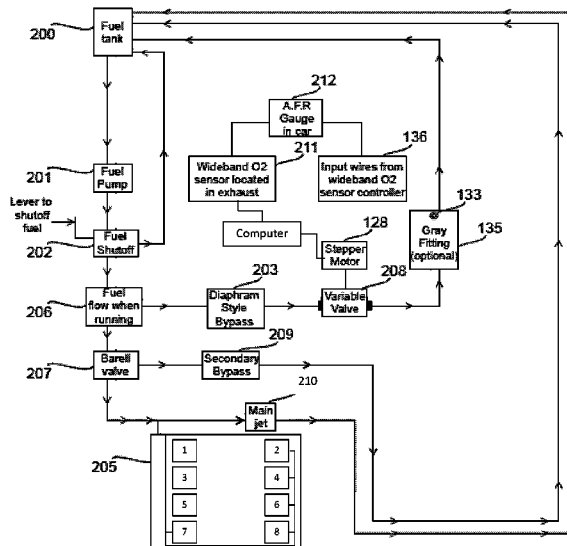 200
Fuel
tank
212
A.F.R
Gauge
in car
211
136
201
Fuel
Pump
Wideband O2
sensor located
in exhaust
Input wires from
wideband O2
sensor controller
133
Lever to
shutoff
fuel
202
Fuel
Shutoff
Computer
128
Stepper
Motor
Gray
Fitting
(optional)
135
203
208
206
Fuel
flow when
running
Diaphram
Style
Bypass
Variable
Valve
209
207
Barell
valve
Secondary
Bypass
210
Main
jet
205
1
2
3
4
5
6
7
8